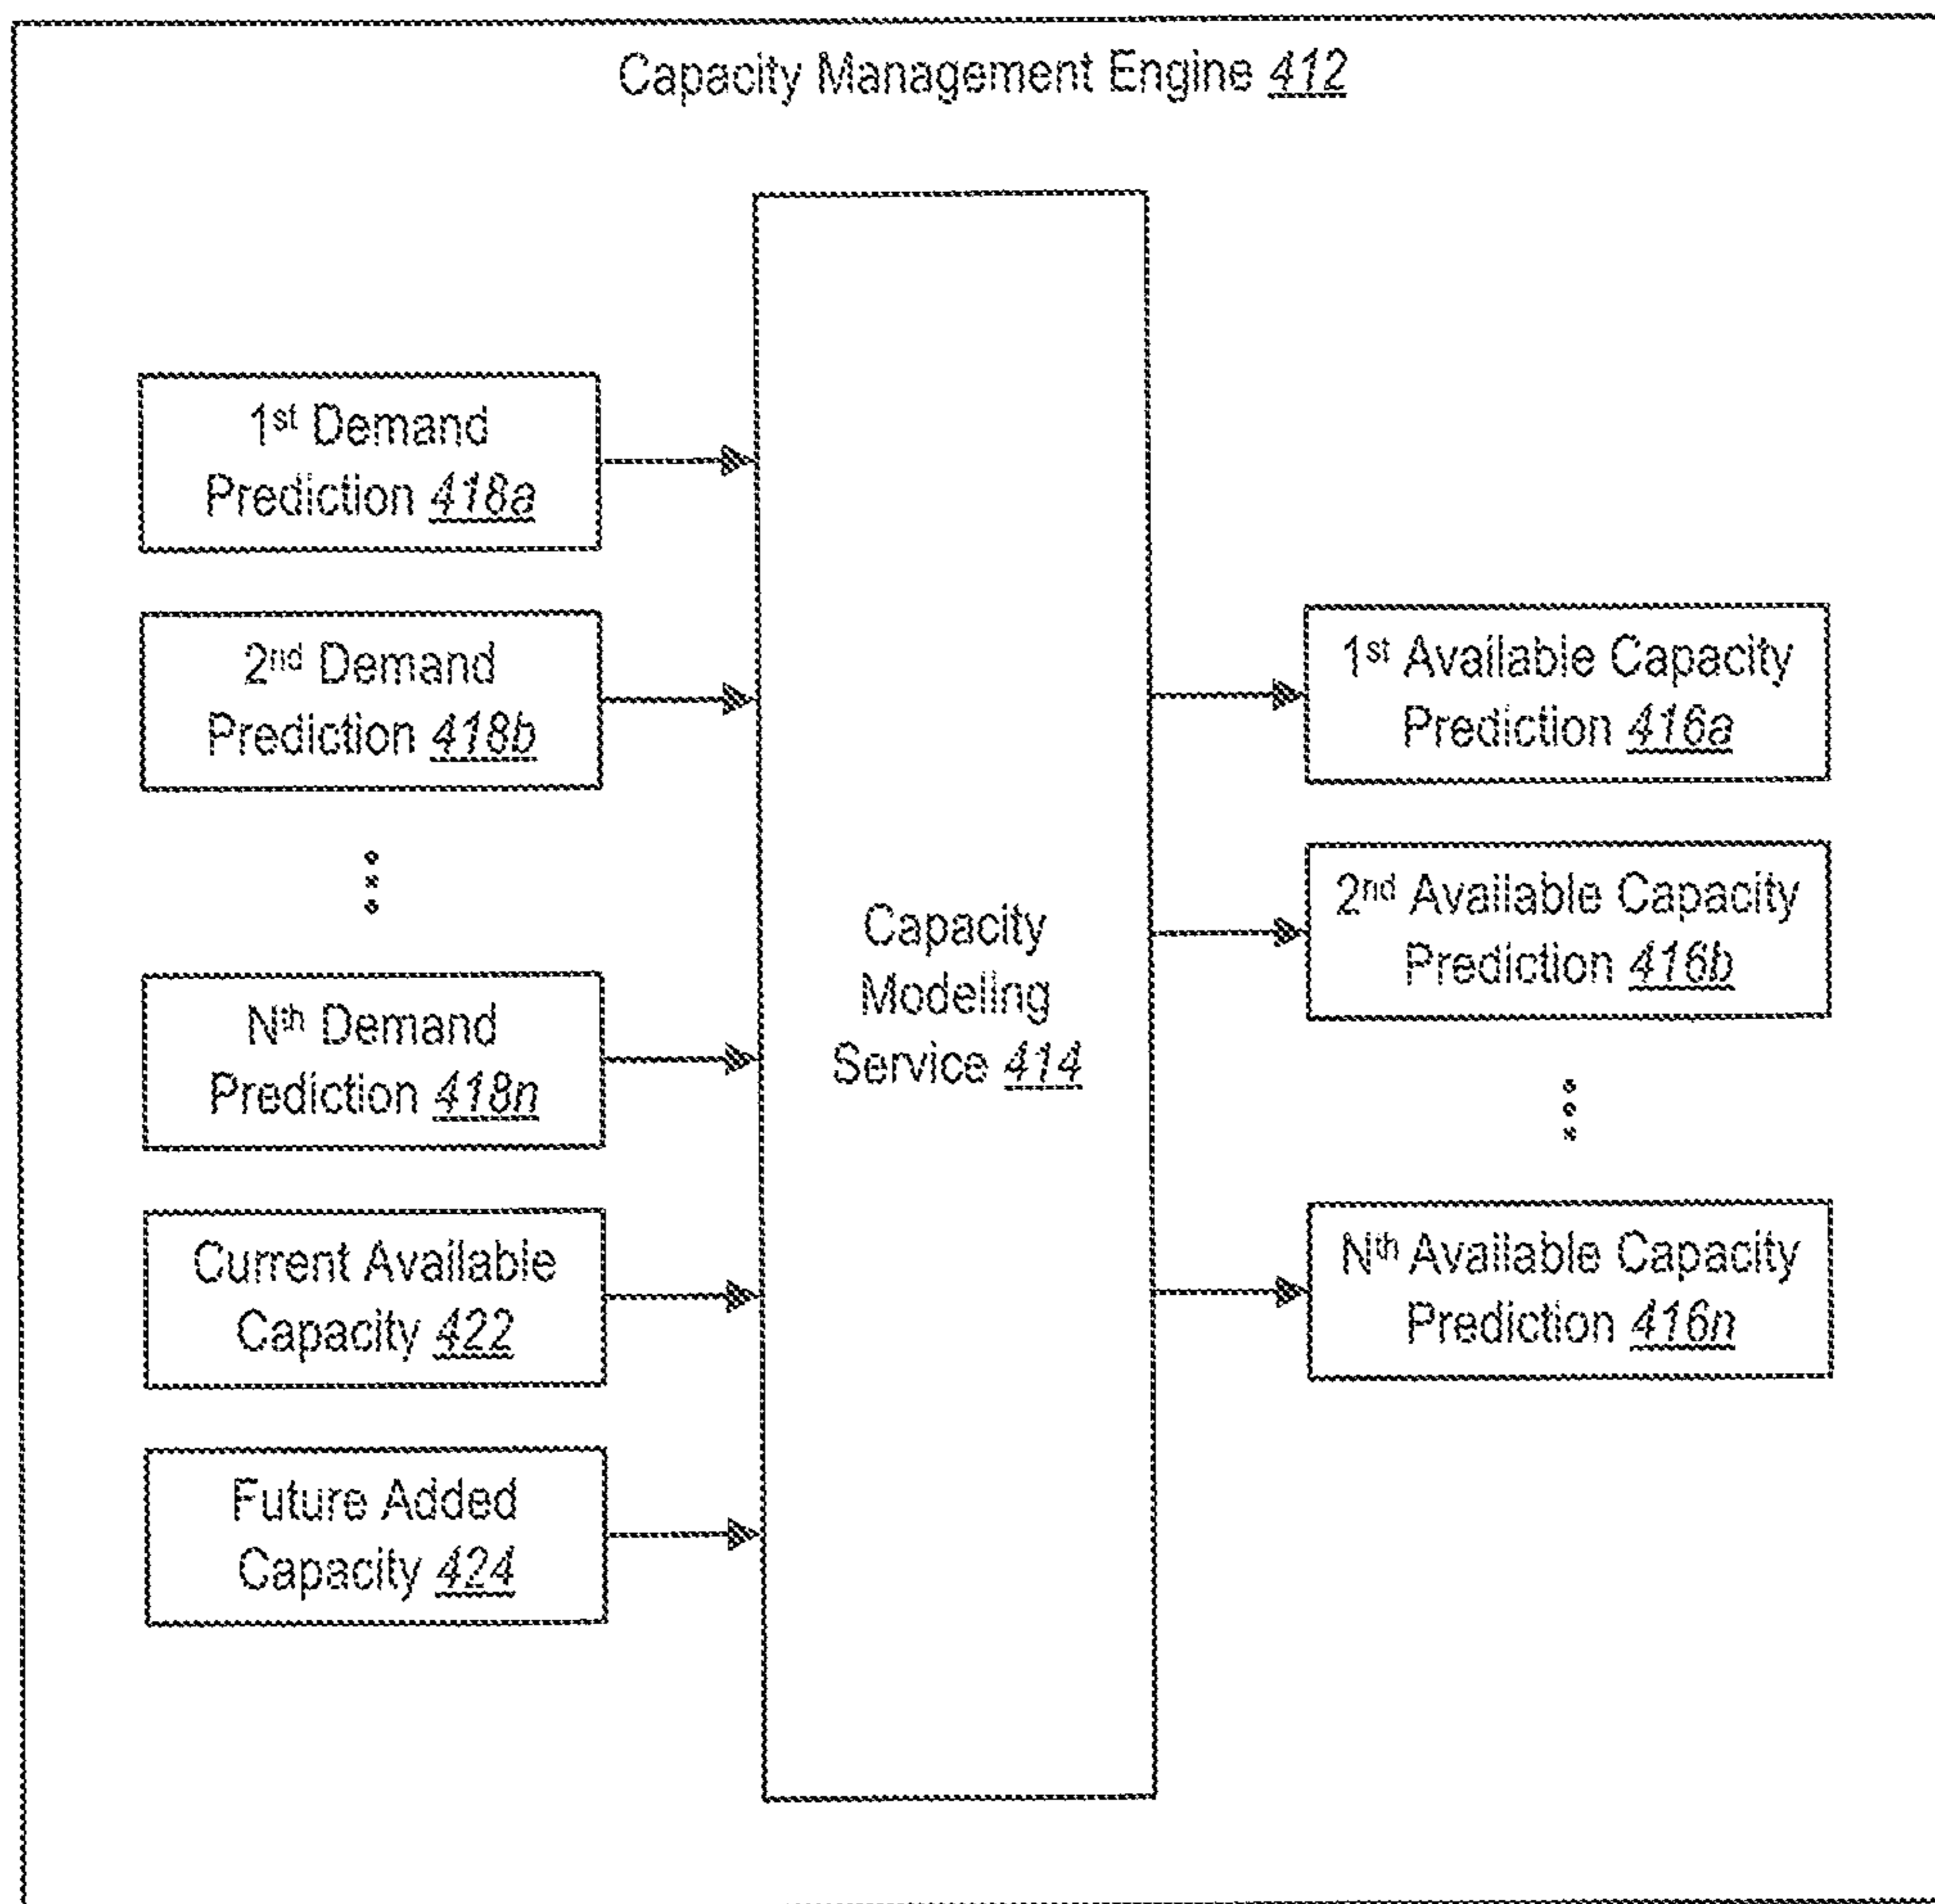 Capacity Management Engine 412
1st Demand
Prediction 418a
2nd Demand
Prediction 418b
Nth Demand
Prediction 418n
Current Available
Capacity 422
Future Added
Capacity 424
Capacity
Modeling
Service 414
1st Available Capacity
Prediction 416a
2nd Available Capacity
Prediction 416b
Nth Available Capacity
Prediction 416n